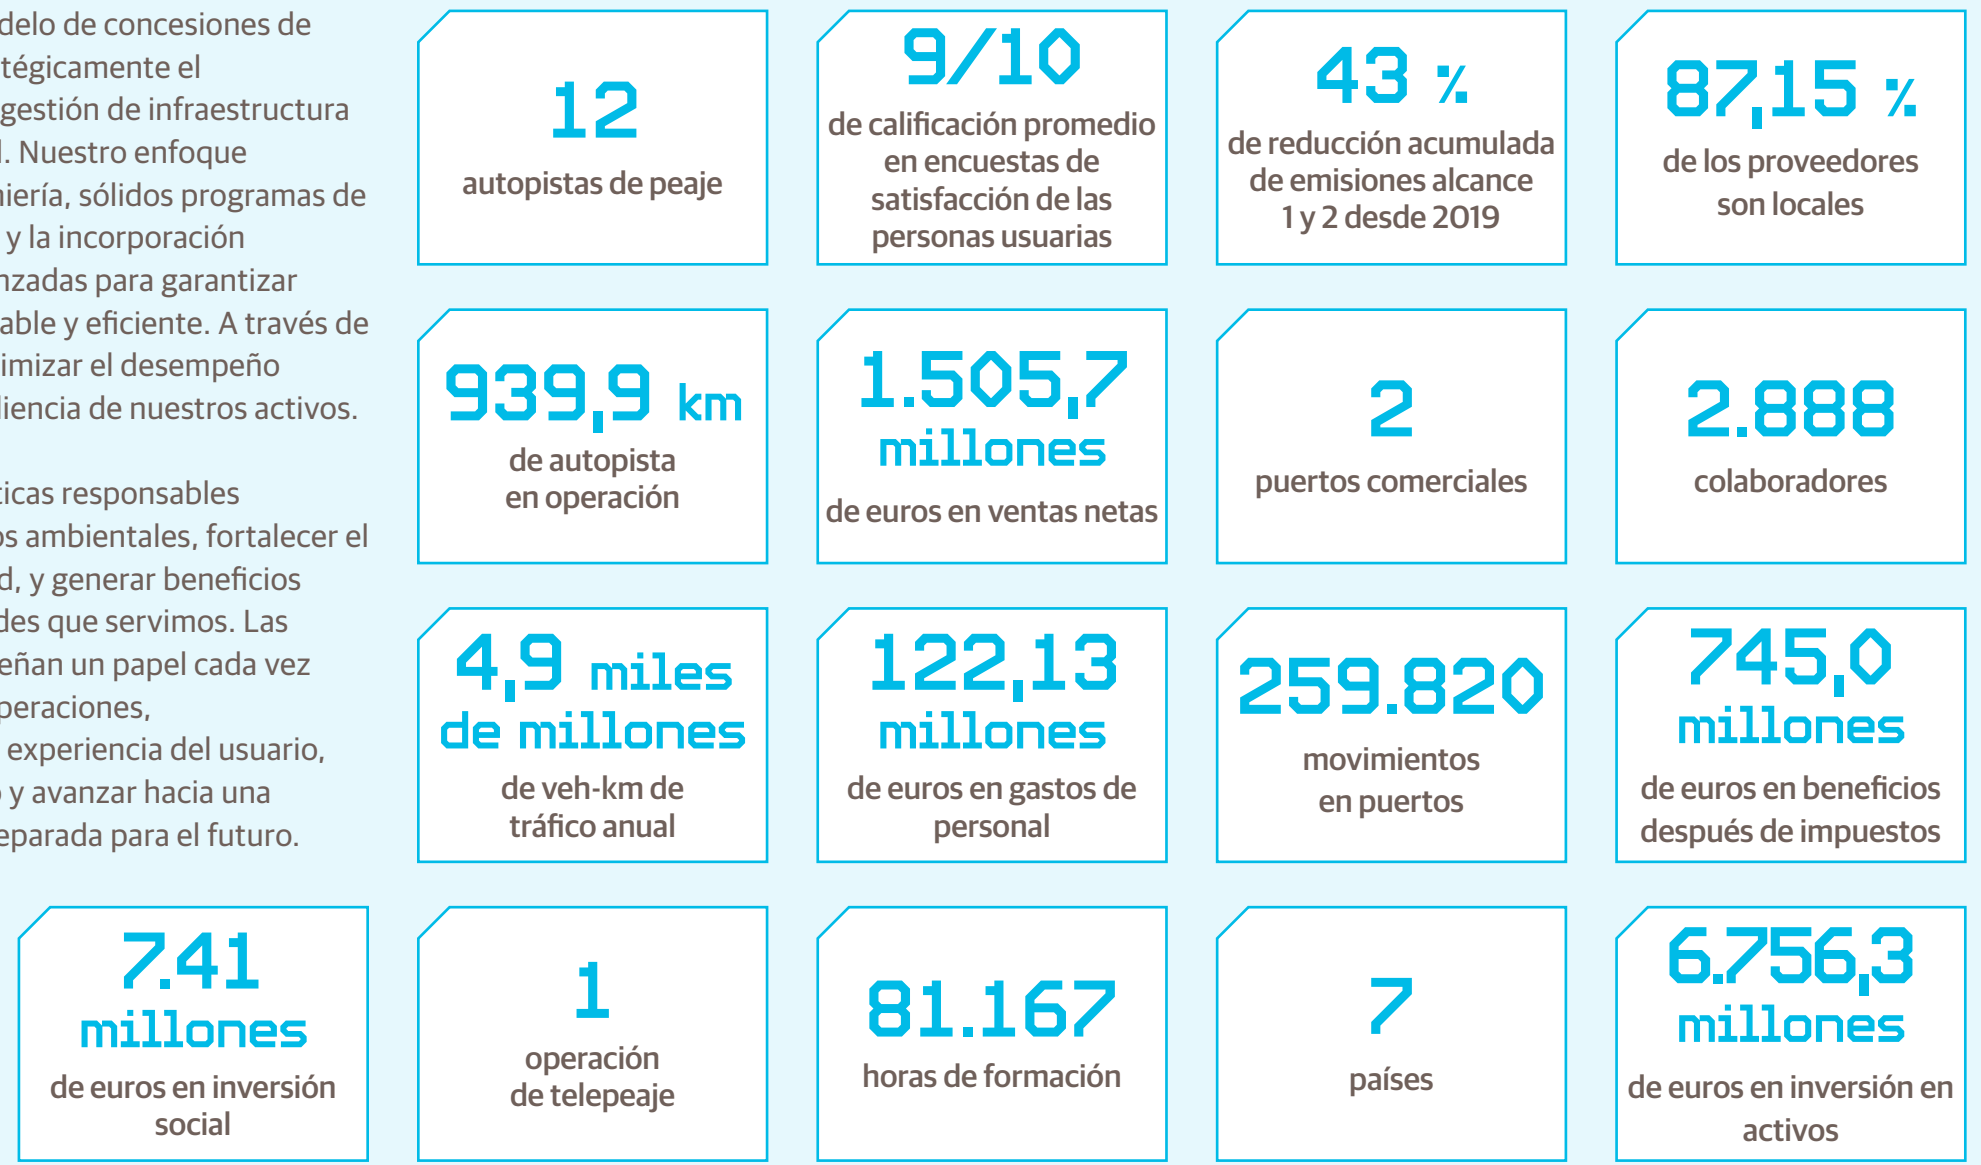 delo de concesiones de
tégicamente el
gestión de infraestructura
. Nuestro enfoque
niería, sólidos programas de
y la incorporación
nzadas para garantizar
able y eficiente. A través de
imizar el desempeño
liencia de nuestros activos.
ticas responsables
os ambientales, fortalecer el
d, y generar beneficios
des que servimos. Las
eñan un papel cada vez
peraciones,
experiencia del usuario,
o y avanzar hacia una
eparada para el futuro.
12
autopistas de peaje
9/10
de calificación promedio
en encuestas de
satisfacción de las
personas usuarias
43 %
de reducción acumulada
de emisiones alcance
1 y 2 desde 2019
87,15 %
de los proveedores
son locales
939,9 km
de autopista
en operación
1.505,7
millones
de euros en ventas netas
2
puertos comerciales
2.888
colaboradores
4,9 miles
de millones
de veh-km de
tráfico anual
122,13
millones
de euros en gastos de
personal
259.820
movimientos
en puertos
745,0
millones
de euros en beneficios
después de impuestos
7.41
millones
de euros en inversión
social
1
operación
de telepeaje
81.167
horas de formación
7
países
6.756,3
millones
de euros en inversión en
activos